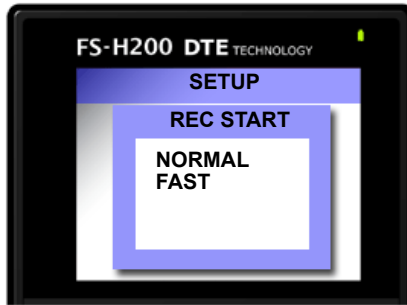 FS-H200 DTE TECHNOLOGY
SETUP
REC START
NORMAL
FAST